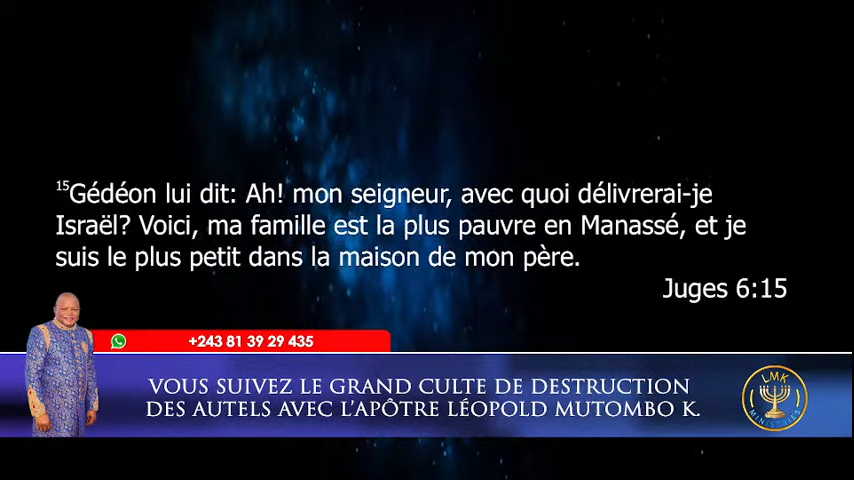 15Gédéon lui dit: Ah! mon seigneur, avec quoi délivrerai-je
Israël? Voici, ma famille est la plus pauvre en Manassé, et je
suis le plus petit dans la maison de mon père.
Juges 6:15
+243 81 39 29 435
VOUS SUIVEZ LE GRAND CULTE DE DESTRUCTION
DES AUTELS AVEC L'APÔTRE LÉOPOLD MUTOMBO K.
LMK
MINISTRIES